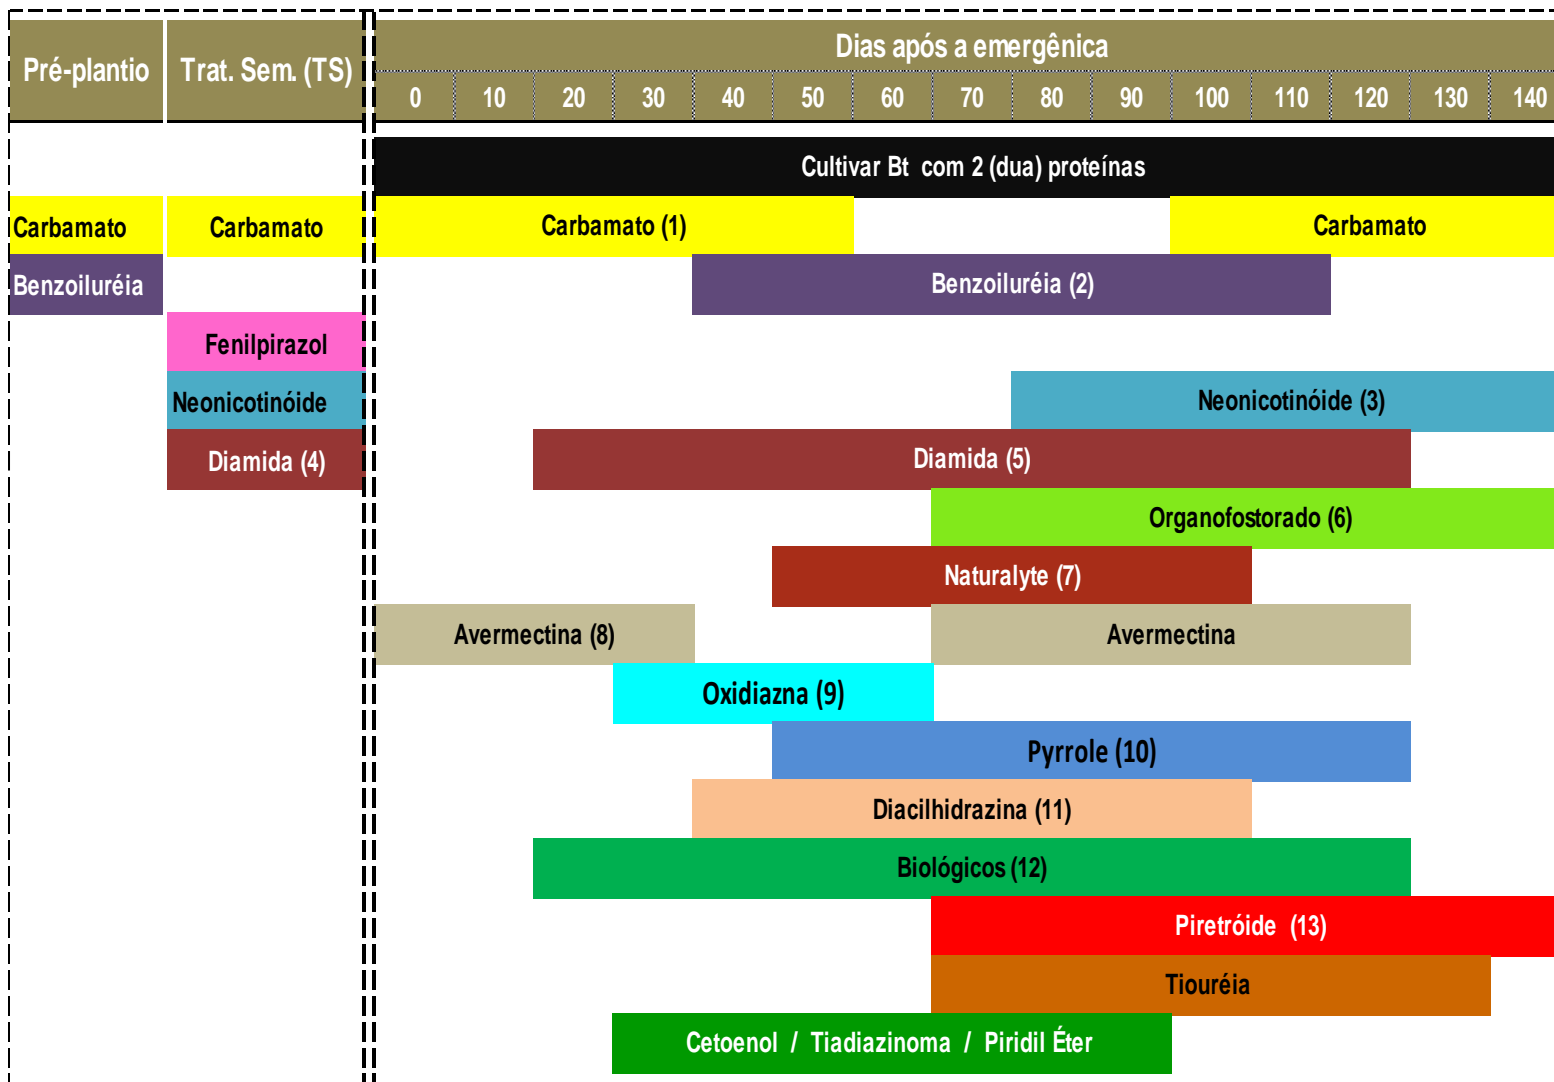 Pré-plantio
Trat. Sem. (TS)
Dias após a emergênica
0 10 20 30 40 50 60 70 80 90 100 110 120 130 140
Cultivar Bt com 2 (dua) proteínas
Carbamato
Carbamato
Carbamato (1)
Carbamato
Benzoiluréia
Benzoiluréia (2)
Fenilpirazol
Neonicotinóide
Neonicotinóide (3)
Diamida (4)
Diamida (5)
Organofostorado (6)
Naturalyte (7)
Avermectina (8)
Avermectina
Oxidiazna (9)
Pyrrole (10)
Diacilhidrazina (11)
Biológicos (12)
Piretróide (13)
Tiouréia
Cetoenol / Tiadiazinoma / Piridil Éter